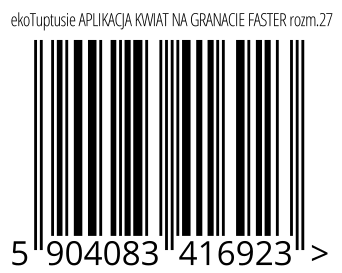 ekoTuptusie APLIKACJA KWIAT NA GRANACIE FASTER rozm.27
5 904083 416923 >